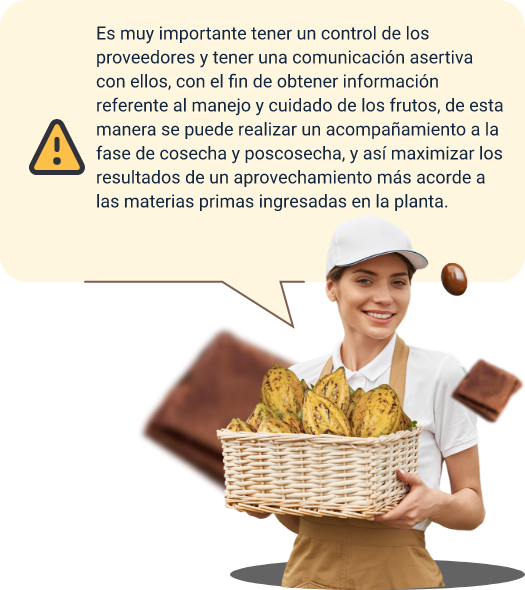 Es muy importante tener un control de los
proveedores y tener una comunicación asertiva
con ellos, con el fin de obtener información
referente al manejo y cuidado de los frutos, de esta
manera se puede realizar un acompañamiento a la
fase de cosecha y poscosecha, y así maximizar los
resultados de un aprovechamiento más acorde a
las materias primas ingresadas en la planta.